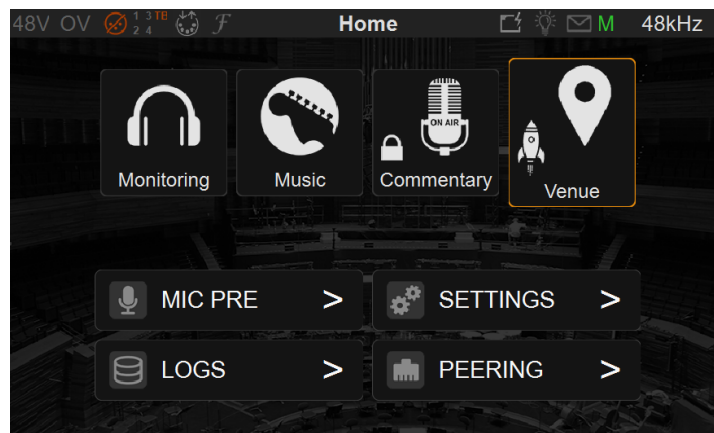 48V OV 1 3 TB 2 4 ℱ Home M 48kHz
ON AIR
Monitoring Music Commentary Venue
MIC PRE > SETTINGS >
LOGS > PEERING >